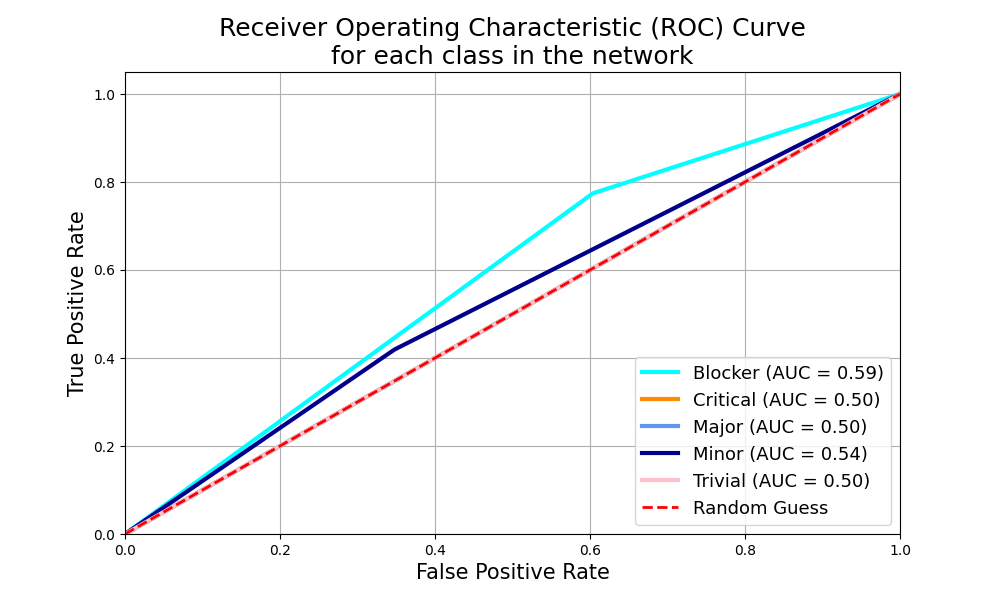 Receiver Operating Characteristic (ROC) Curve
for each class in the network
True Positive Rate
1.0
0.8
0.6
0.4
0.2
0.0
Blocker (AUC = 0.59)
Critical (AUC = 0.50)
Major (AUC = 0.50)
Minor (AUC = 0.54)
Trivial (AUC = 0.50)
Random Guess
0.0 0.2 0.4 0.6 0.8 1.0
False Positive Rate